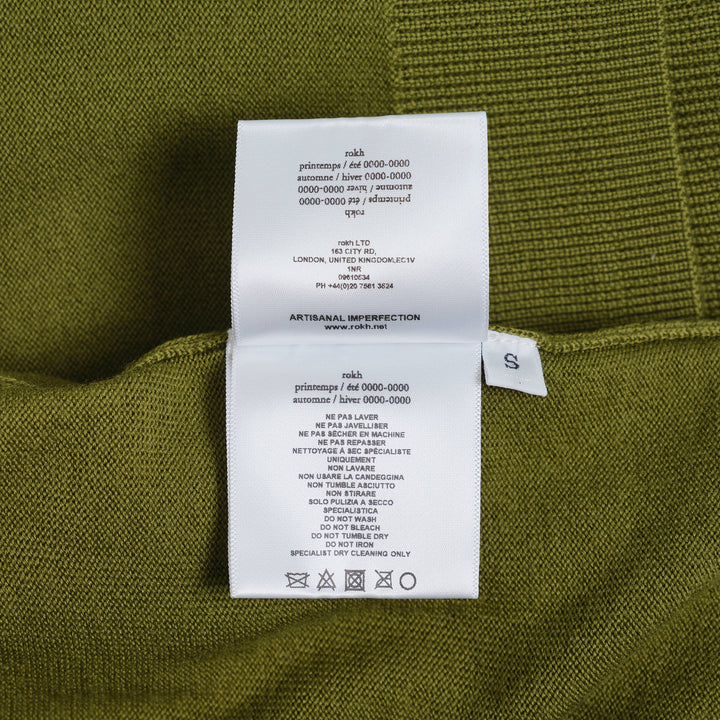 rokh
printemps / été 0000-0000
automne / hiver 0000-0000
automne / hiver 0000-0000
printemps / été 0000-0000
rokh
rokh LTD
163 CITY RD,
LONDON, UNITED KINGDOM,EC1V
1NR
09610534
PH +44(0)20 7561 3524
ARTISANAL IMPERFECTION
www.rokh.net
S
rokh
printemps / été 0000-0000
automne / hiver 0000-0000
NE PAS LAVER
NE PAS JAVELLISER
NE PAS SÈCHER EN MACHINE
NE PAS REPASSER
NETTOYAGE À SEC SPÉCIALISTE
UNIQUEMENT
NON LAVARE
NON USARE LA CANDEGGINA
NON TUMBLE ASCIUTTO
NON STIRARE
SOLO PULIZIA A SECCO
SPECIALISTICA
DO NOT WASH
DO NOT BLEACH
DO NOT TUMBLE DRY
DO NOT IRON
SPECIALIST DRY CLEANING ONLY